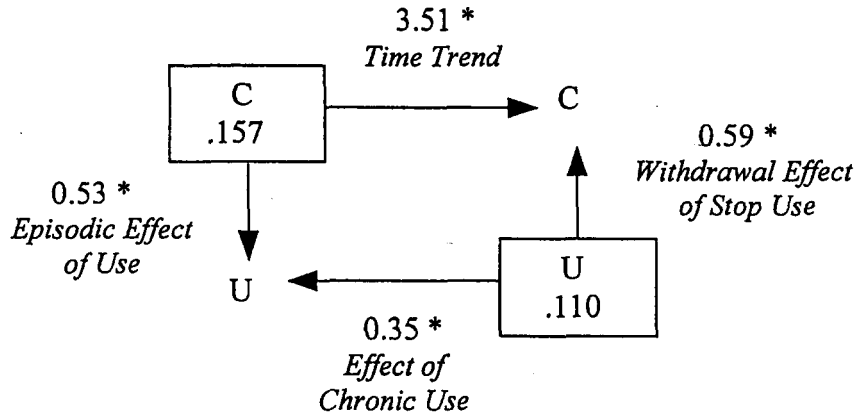 3.51 *
Time Trend
C
.157
C
0.59 *
Withdrawal Effect
of Stop Use
0.53 *
Episodic Effect
of Use
U
U
.110
0.35 *
Effect of
Chronic Use